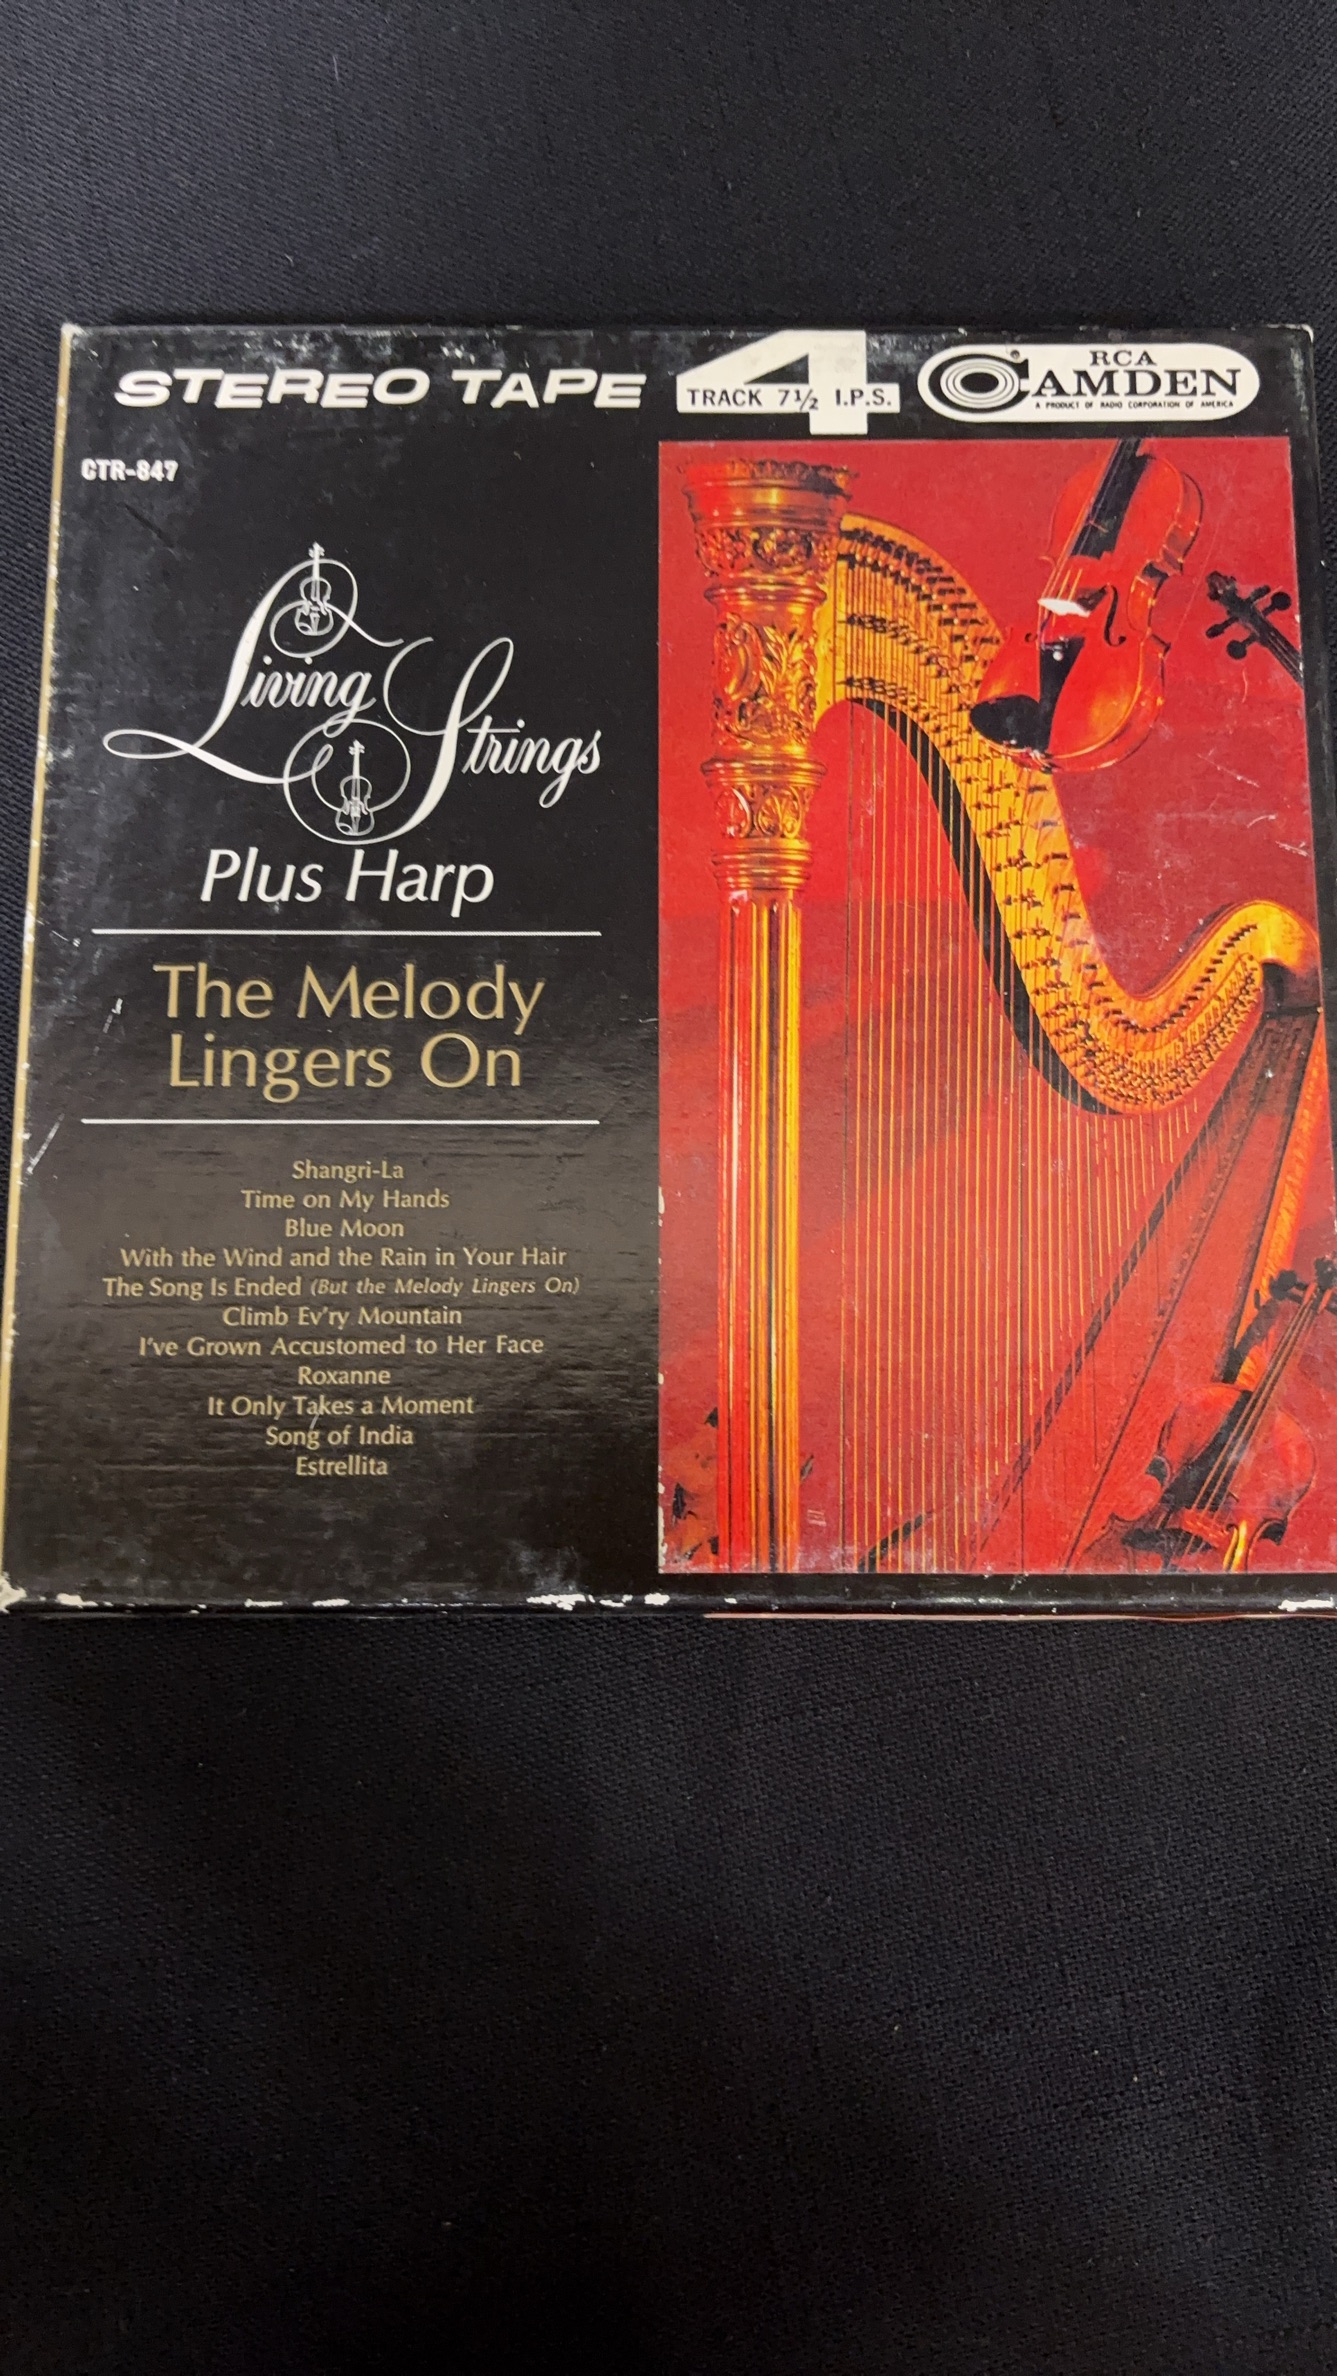 STEREO TAPE
4
TRACK 7½ I.P.S.
RCA
CAMDEN
A PRODUCT OF RADIO CORPORATION OF AMERICA
CTR-847
Living
Strings
Plus Harp
The Melody
Lingers On
Shangri-La
Time on My Hands
Blue Moon
With the Wind and the Rain in Your Hair
The Song Is Ended (But the Melody Lingers On)
Climb Ev'ry Mountain
I've Grown Accustomed to Her Face
Roxanne
It Only Takes a Moment
Song of India
Estrellita